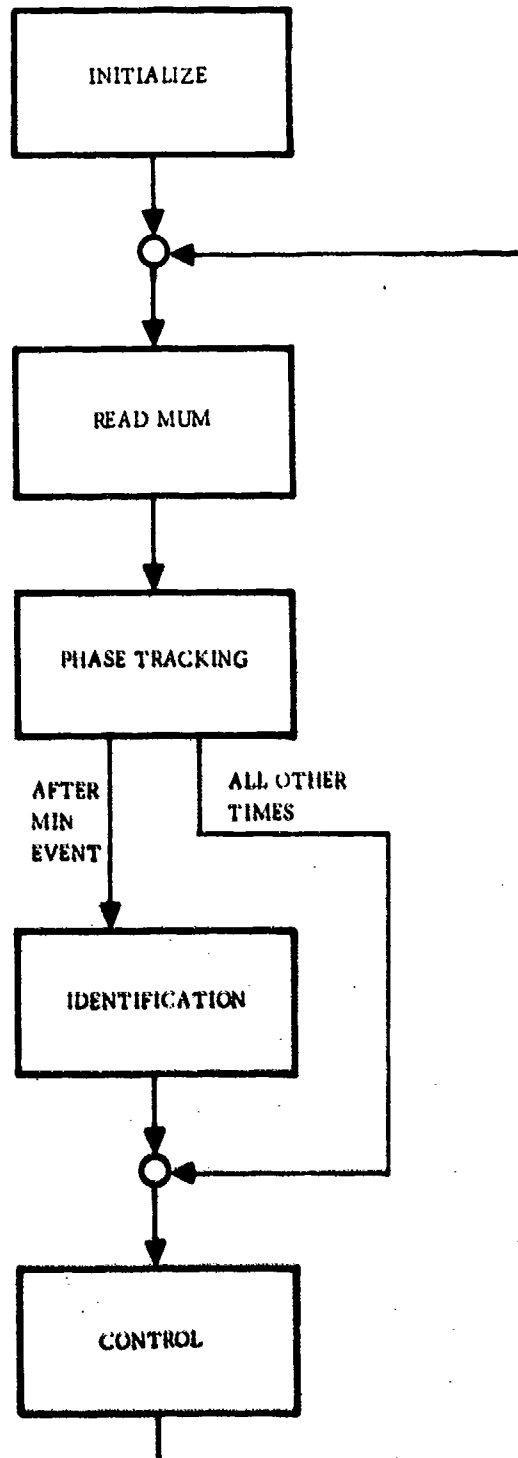 INITIALIZE
READ MUM
PHASE TRACKING
AFTER
MIN
EVENT
ALL OTHER
TIMES
IDENTIFICATION
CONTROL